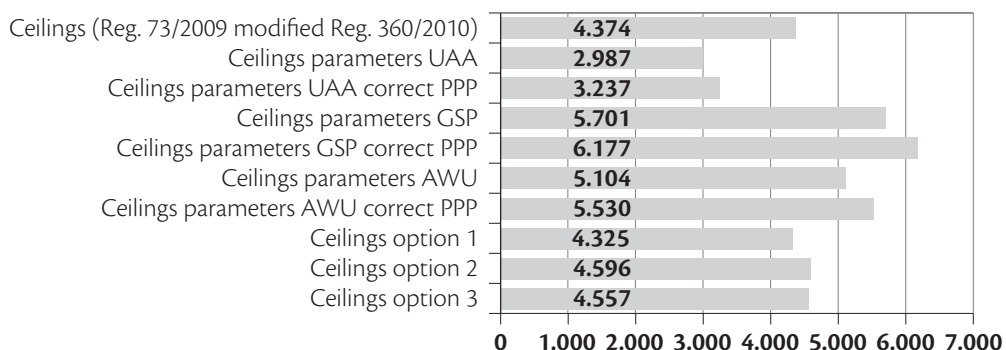 Ceilings (Reg. 73/2009 modified Reg. 360/2010) 4.374
Ceilings parameters UAA 2.987
Ceilings parameters UAA correct PPP 3.237
Ceilings parameters GSP 5.701
Ceilings parameters GSP correct PPP 6.177
Ceilings parameters AWU 5.104
Ceilings parameters AWU correct PPP 5.530
Ceilings option 1 4.325
Ceilings option 2 4.596
Ceilings option 3 4.557
0 1.000 2.000 3.000 4.000 5.000 6.000 7.000